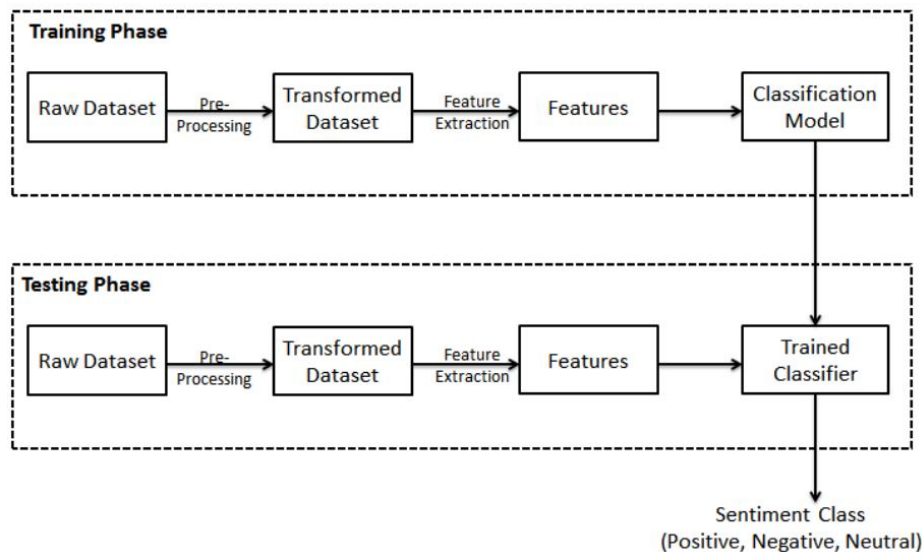 Training Phase
Raw Dataset
Pre-
Processing
Transformed
Dataset
Feature
Extraction
Features
Classification
Model
Testing Phase
Raw Dataset
Pre-
Processing
Transformed
Dataset
Feature
Extraction
Features
Trained
Classifier
Sentiment Class
(Positive, Negative, Neutral)